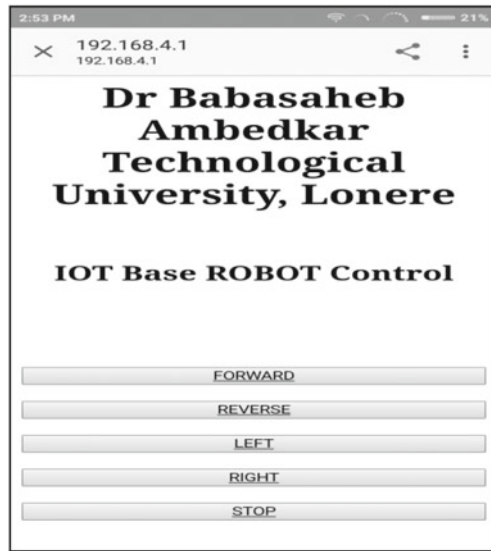 2:53 PM 21%
192.168.4.1
192.168.4.1
Dr Babasaheb
Ambedkar
Technological
University, Lonere
IOT Base ROBOT Control
FORWARD
REVERSE
LEFT
RIGHT
STOP